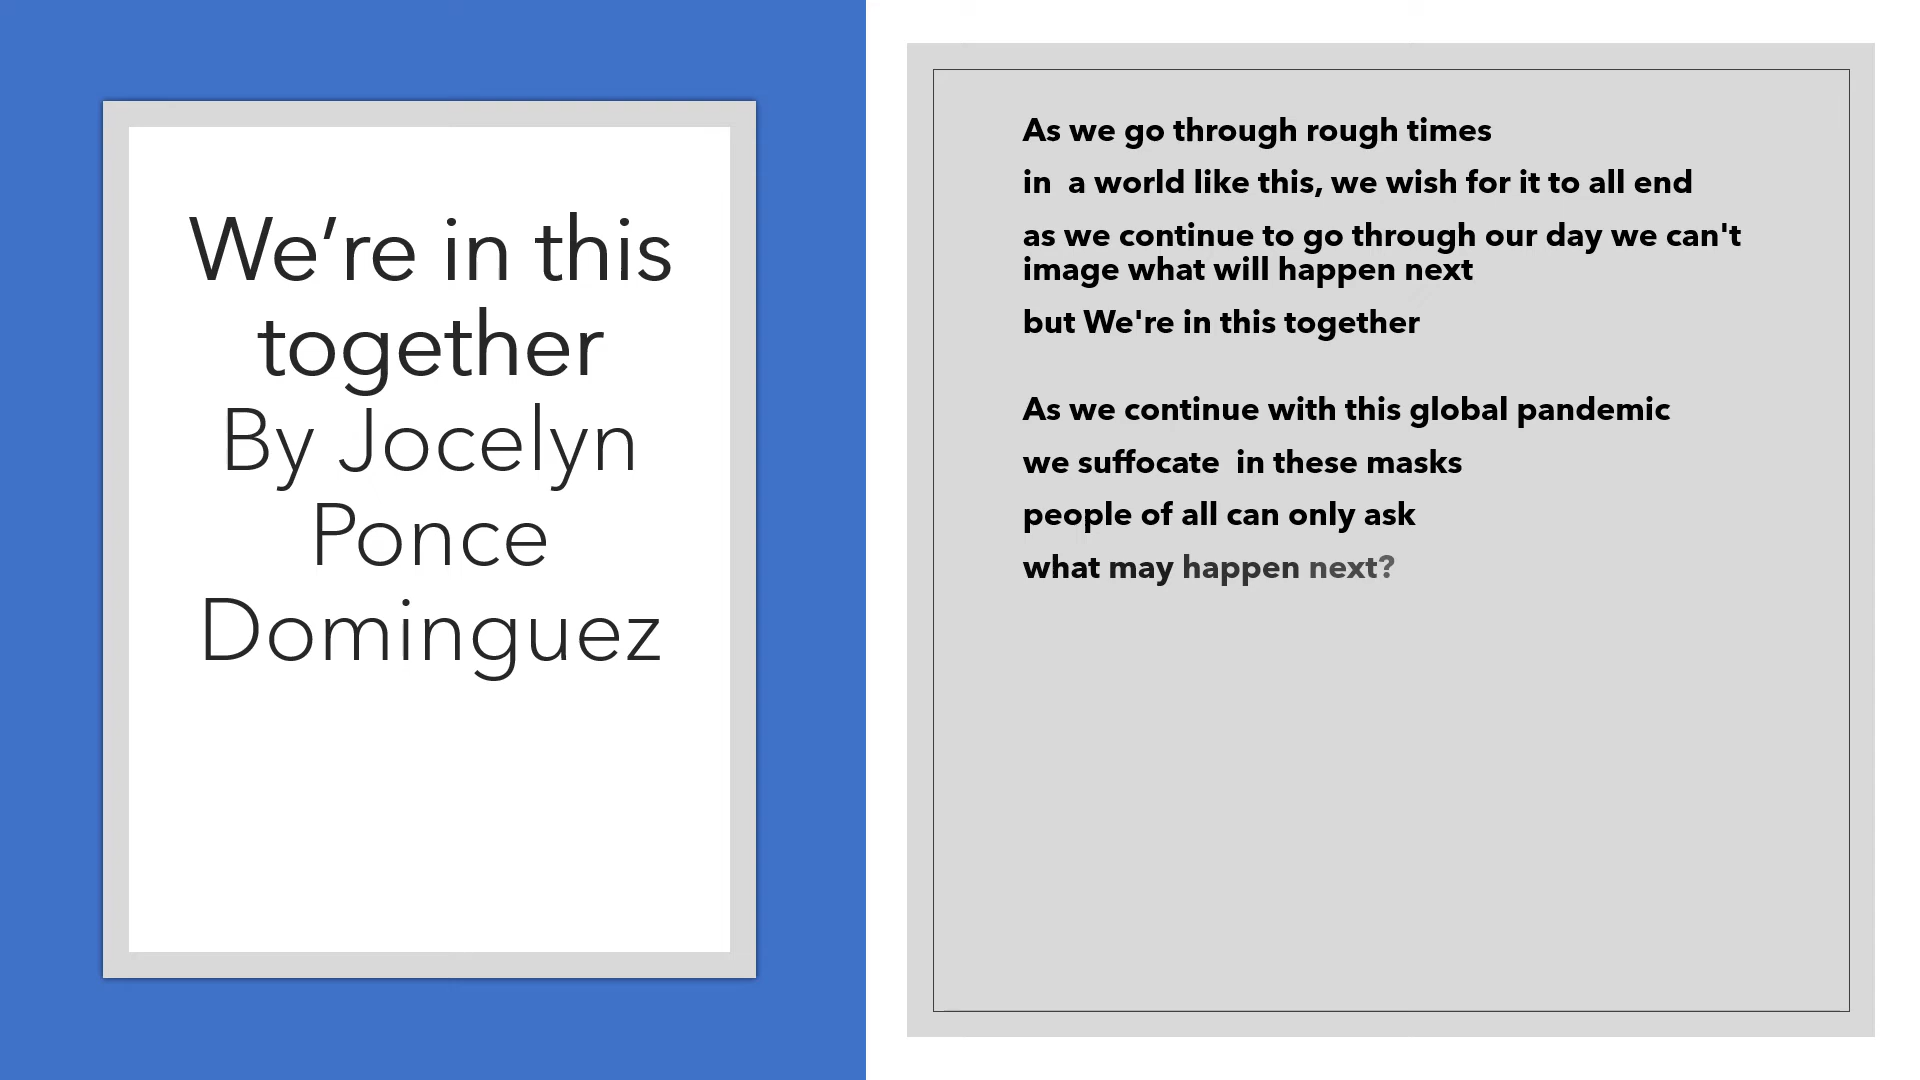 We’re in this
together
By Jocelyn
Ponce
Dominguez
As we go through rough times
in  a world like this, we wish for it to all end
as we continue to go through our day we can't
image what will happen next
but We're in this together
As we continue with this global pandemic
we suffocate  in these masks
people of all can only ask
what may happen next?